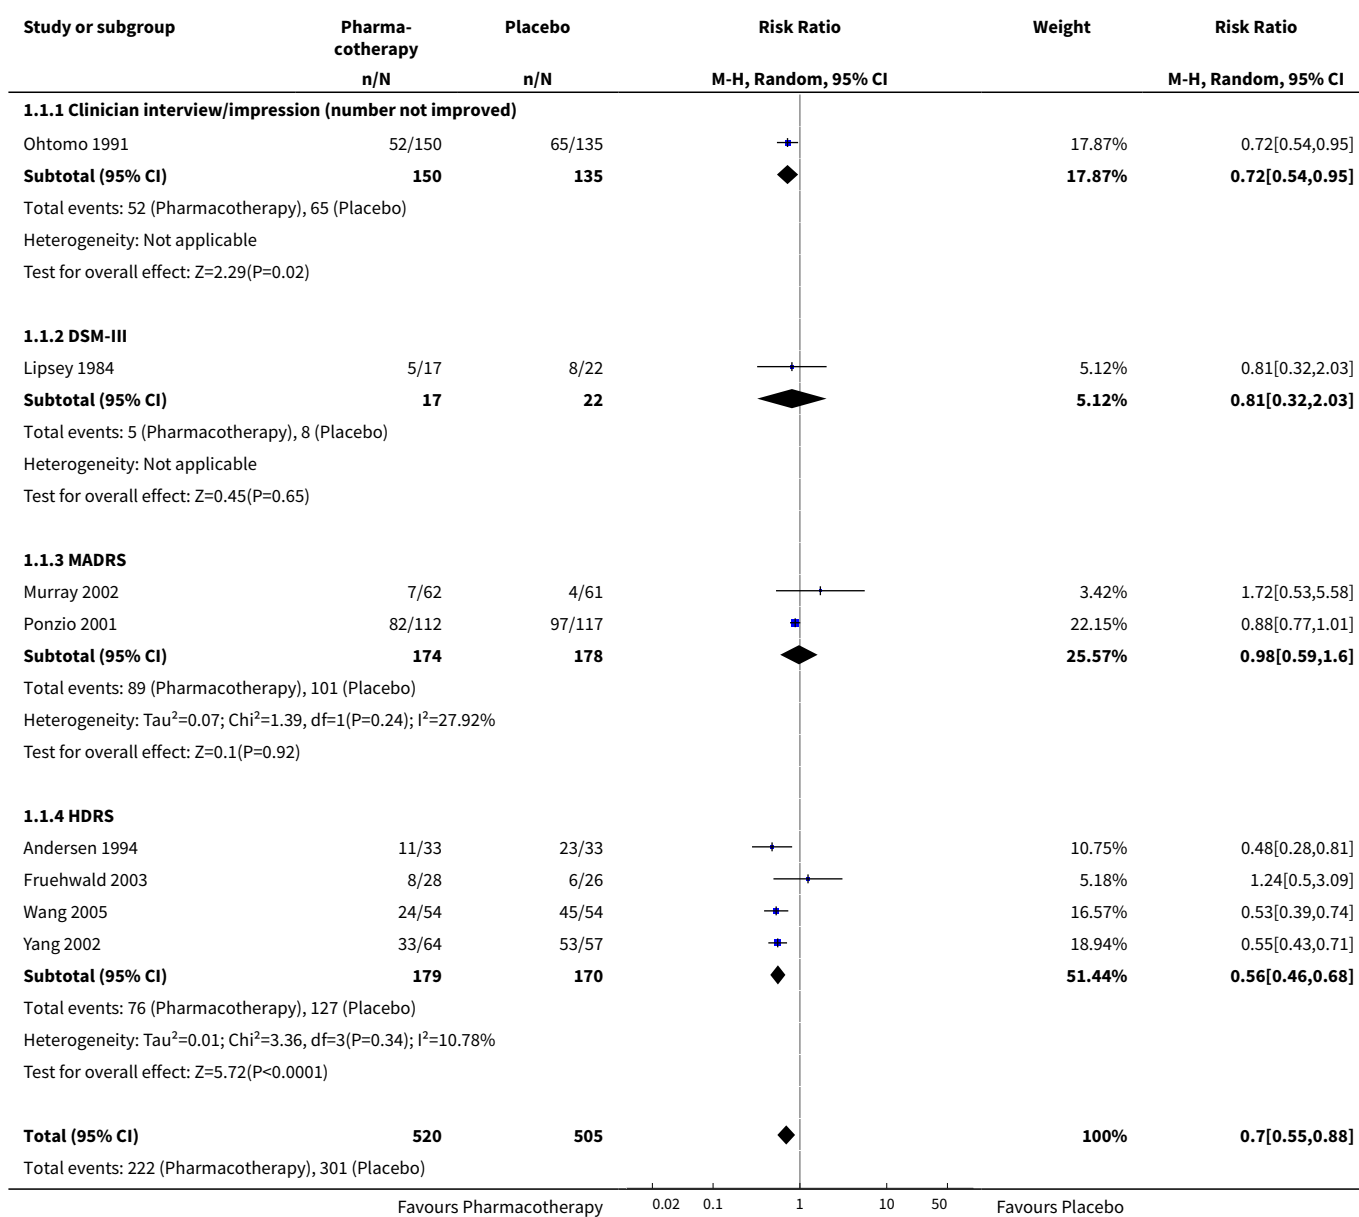 Study or subgroup Pharma- Placebo Risk Ratio Weight Risk Ratio
cotherapy
n/N n/N M-H, Random, 95% CI M-H, Random, 95% CI
1.1.1 Clinician interview/impression (number not improved)
Ohtomo 1991 52/150 65/135 17.87% 0.72[0.54,0.95]
Subtotal (95% CI) 150 135 17.87% 0.72[0.54,0.95]
Total events: 52 (Pharmacotherapy), 65 (Placebo)
Heterogeneity: Not applicable
Test for overall effect: Z=2.29(P=0.02)
1.1.2 DSM-III
Lipsey 1984 5/17 8/22 5.12% 0.81[0.32,2.03]
Subtotal (95% CI) 17 22 5.12% 0.81[0.32,2.03]
Total events: 5 (Pharmacotherapy), 8 (Placebo)
Heterogeneity: Not applicable
Test for overall effect: Z=0.45(P=0.65)
1.1.3 MADRS
Murray 2002 7/62 4/61 3.42% 1.72[0.53,5.58]
Ponzio 2001 82/112 97/117 22.15% 0.88[0.77,1.01]
Subtotal (95% CI) 174 178 25.57% 0.98[0.59,1.6]
Total events: 89 (Pharmacotherapy), 101 (Placebo)
Heterogeneity: Tau²=0.07; Chi²=1.39, df=1(P=0.24); I²=27.92%
Test for overall effect: Z=0.1(P=0.92)
1.1.4 HDRS
Andersen 1994 11/33 23/33 10.75% 0.48[0.28,0.81]
Fruehwald 2003 8/28 6/26 5.18% 1.24[0.5,3.09]
Wang 2005 24/54 45/54 16.57% 0.53[0.39,0.74]
Yang 2002 33/64 53/57 18.94% 0.55[0.43,0.71]
Subtotal (95% CI) 179 170 51.44% 0.56[0.46,0.68]
Total events: 76 (Pharmacotherapy), 127 (Placebo)
Heterogeneity: Tau²=0.01; Chi²=3.36, df=3(P=0.34); I²=10.78%
Test for overall effect: Z=5.72(P<0.0001)
Total (95% CI) 520 505 100% 0.7[0.55,0.88]
Total events: 222 (Pharmacotherapy), 301 (Placebo)
Favours Pharmacotherapy 0.02 0.1 1 10 50 Favours Placebo